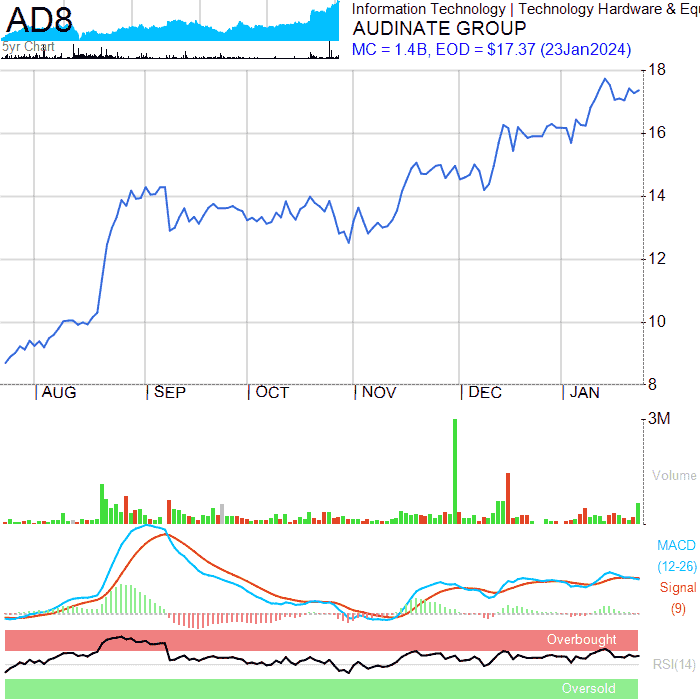 AD8
5yr Chart
Information Technology | Technology Hardware & Equ
AUDINATE GROUP
MC = 1.4B, EOD = $17.37 (23Jan2024)
18
16
14
12
10
8
AUG SEP OCT NOV DEC JAN
3M
Volume
MACD
(12-26)
Signal
(9)
Overbought
RSI(14)
Oversold